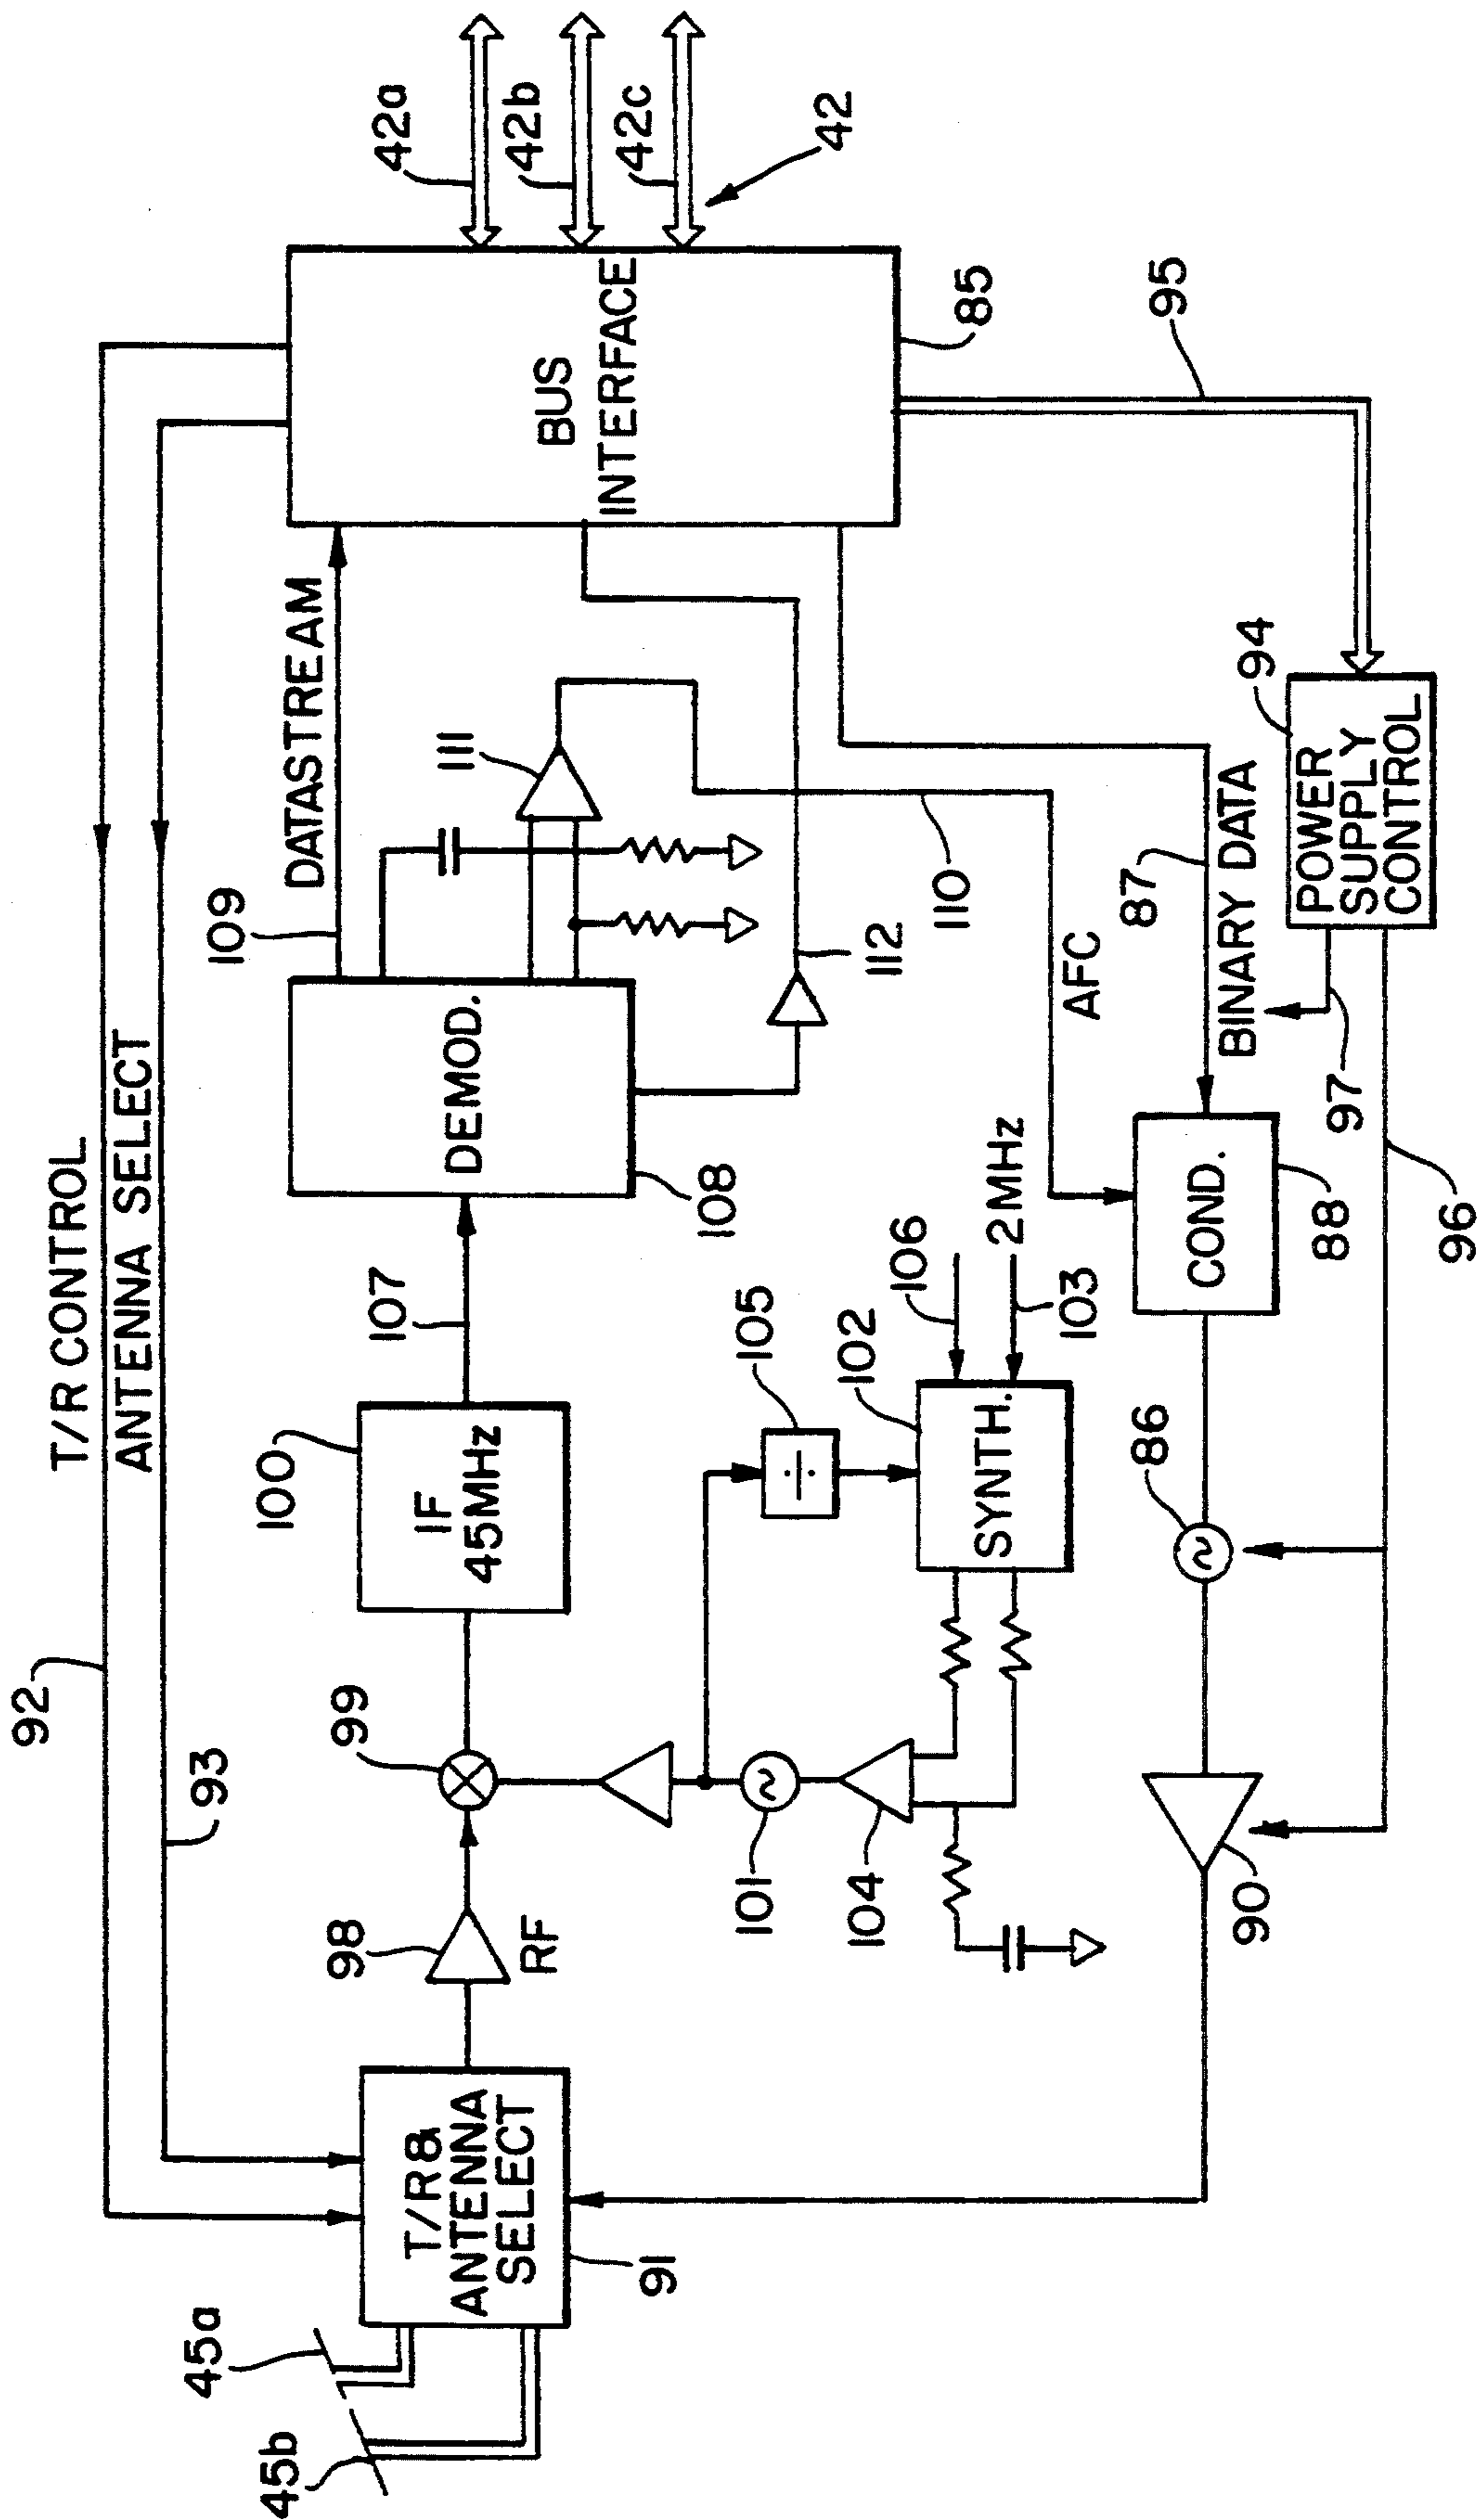 92
T/R CONTROL
ANTENNA SELECT
93
45a
45b
T/R&
ANTENNA
SELECT
91
98
RF
99
100
IF
45MHz
107
DEMOD.
108
109
DATASTREAM
111
112
110
AFC
BUS
INTERFACE
85
42a
42b
42c
42
95
101
104
105
102
SYNTH.
106
2MHz
103
90
86
COND.
88
87
BINARY DATA
94
POWER
SUPPLY
CONTROL
97
96